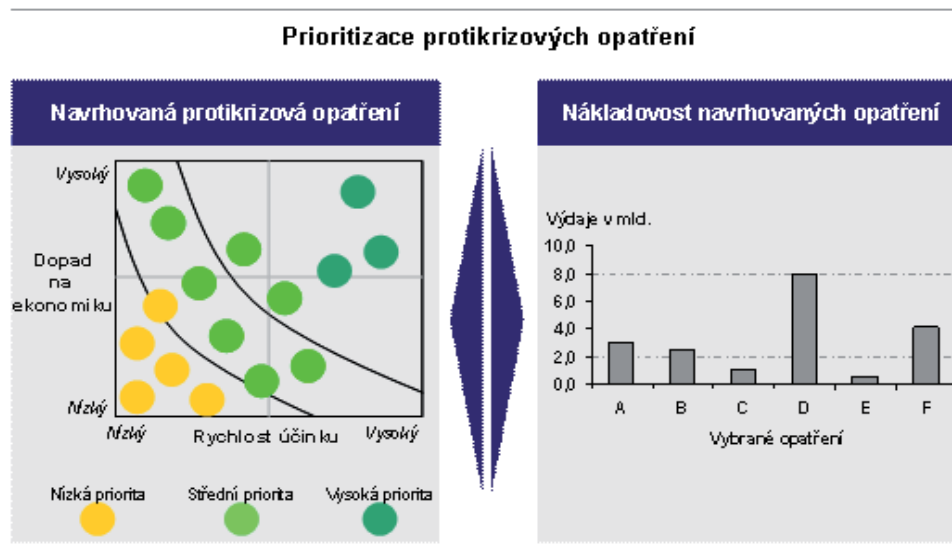 Prioritizace protikrizových opatření
Navrhovaná protikrizová opatření
Vysoký
Dopad
na
ekonomiku
Nízký
Nízký
Rychlost účinku
Vysoký
Nízká priorita
Střední priorita
Vysoká priorita
Nákladovost navrhovaných opatření
Výdaje v mld.
10,0
8,0
6,0
4,0
2,0
0,0
A B C D E F
Vybrané opatření